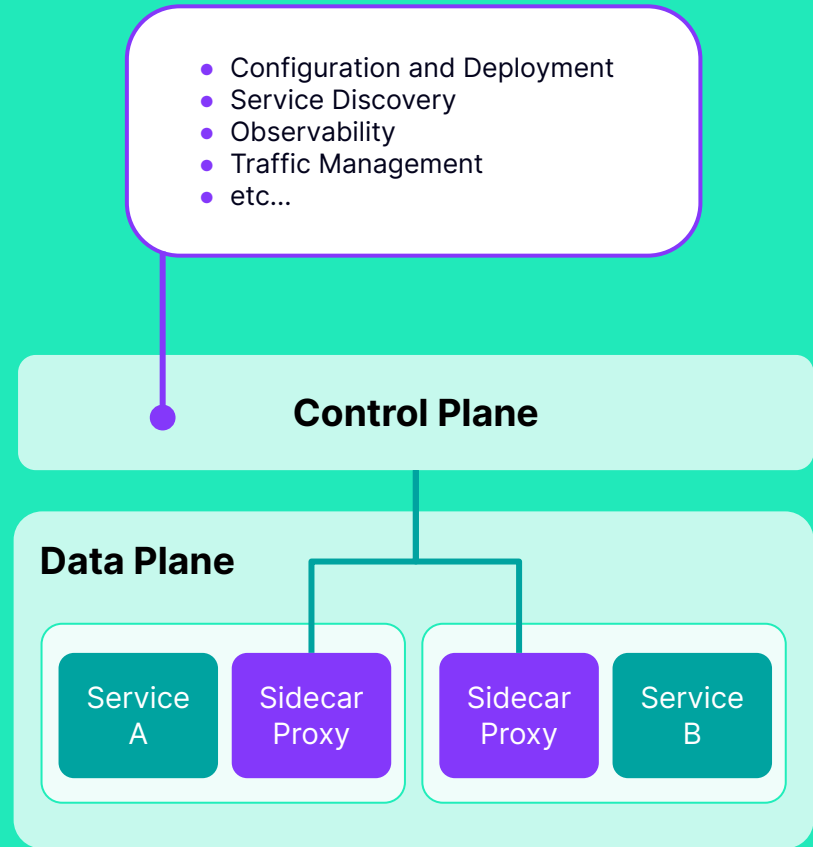 Configuration and Deployment
Service Discovery
Observability
Traffic Management
etc...
Control Plane
Data Plane
Service
A
Sidecar
Proxy
Sidecar
Proxy
Service
B